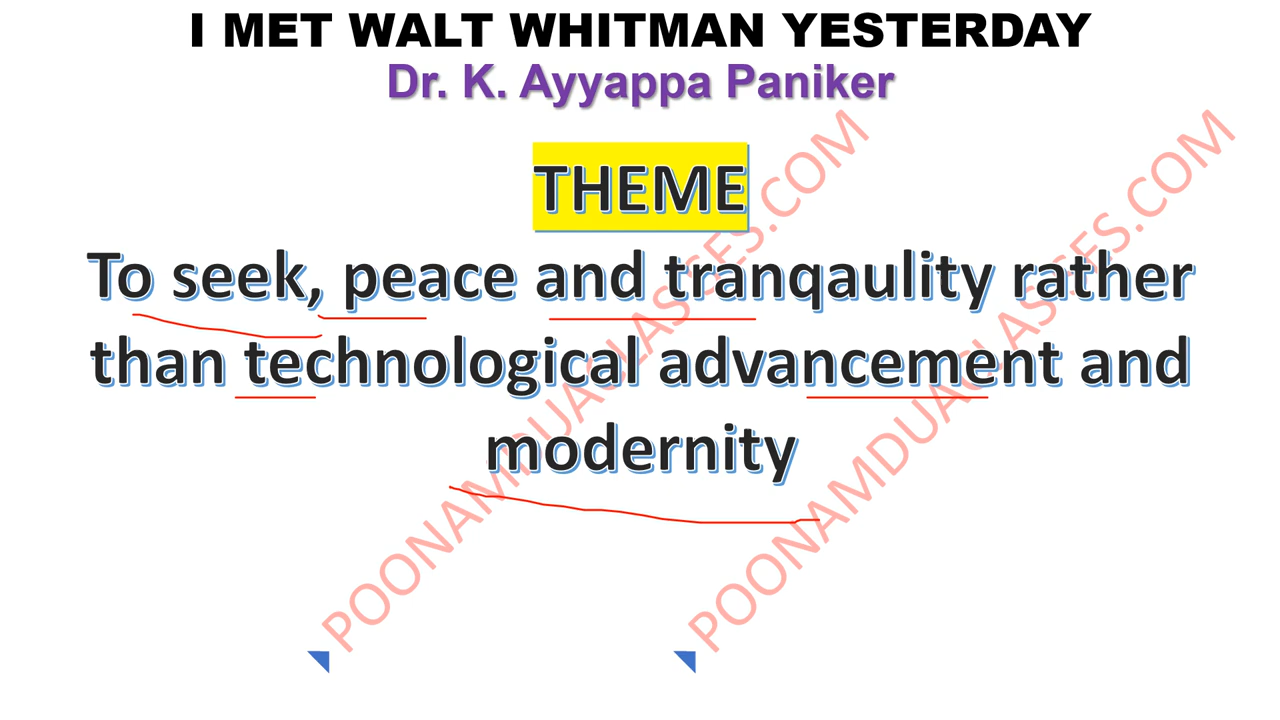 I MET WALT WHITMAN YESTERDAY
Dr. K. Ayyappa Paniker
THEME
To seek, peace and tranqaulity rather
than technological advancement and
modernity
POONAMDUACLASSES.COM
POONAMDUACLASSES.COM